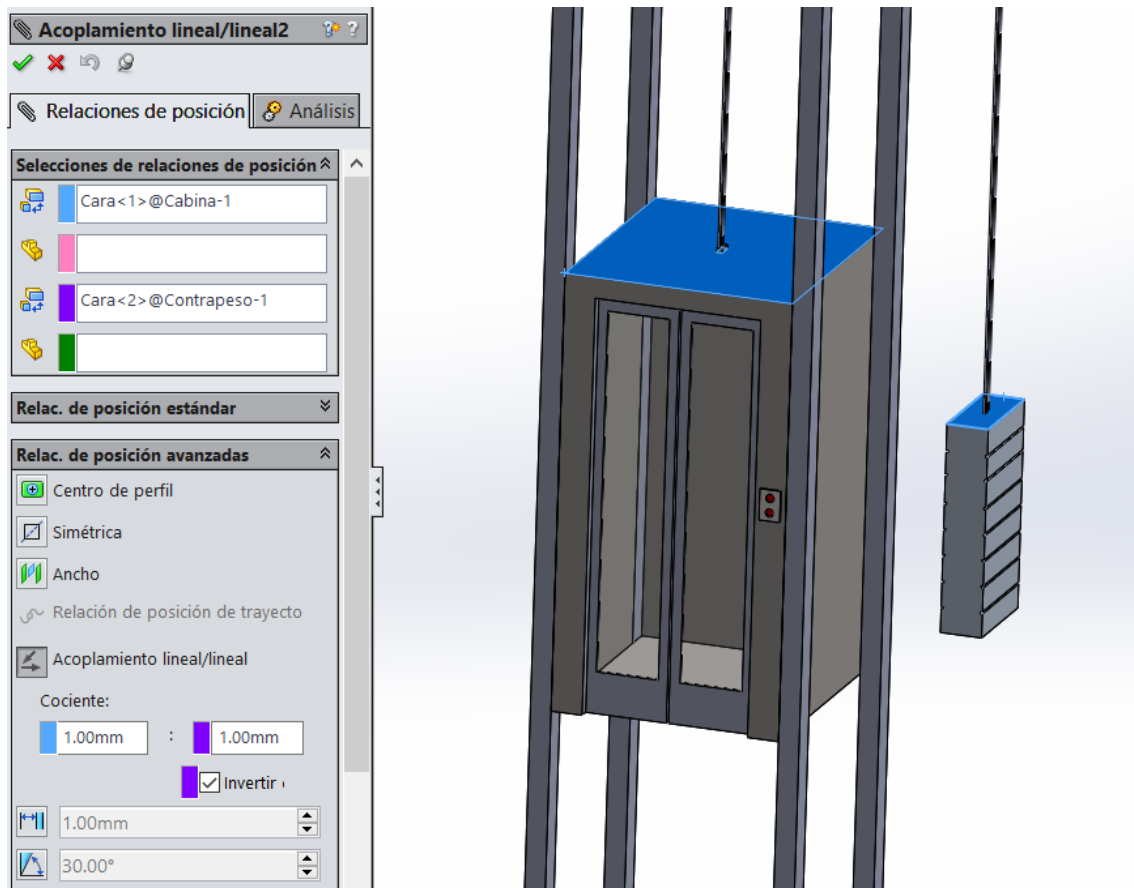 Acoplamiento lineal/lineal2 ?
Relaciones de posición Análisis
Selecciones de relaciones de posición
Cara<1>@Cabina-1
Cara<2>@Contrapeso-1
Relac. de posición estándar
Relac. de posición avanzadas
Centro de perfil
Simétrica
Ancho
Relación de posición de trayecto
Acoplamiento lineal/lineal
Cociente:
1.00mm : 1.00mm
Invertir
1.00mm
30.00°